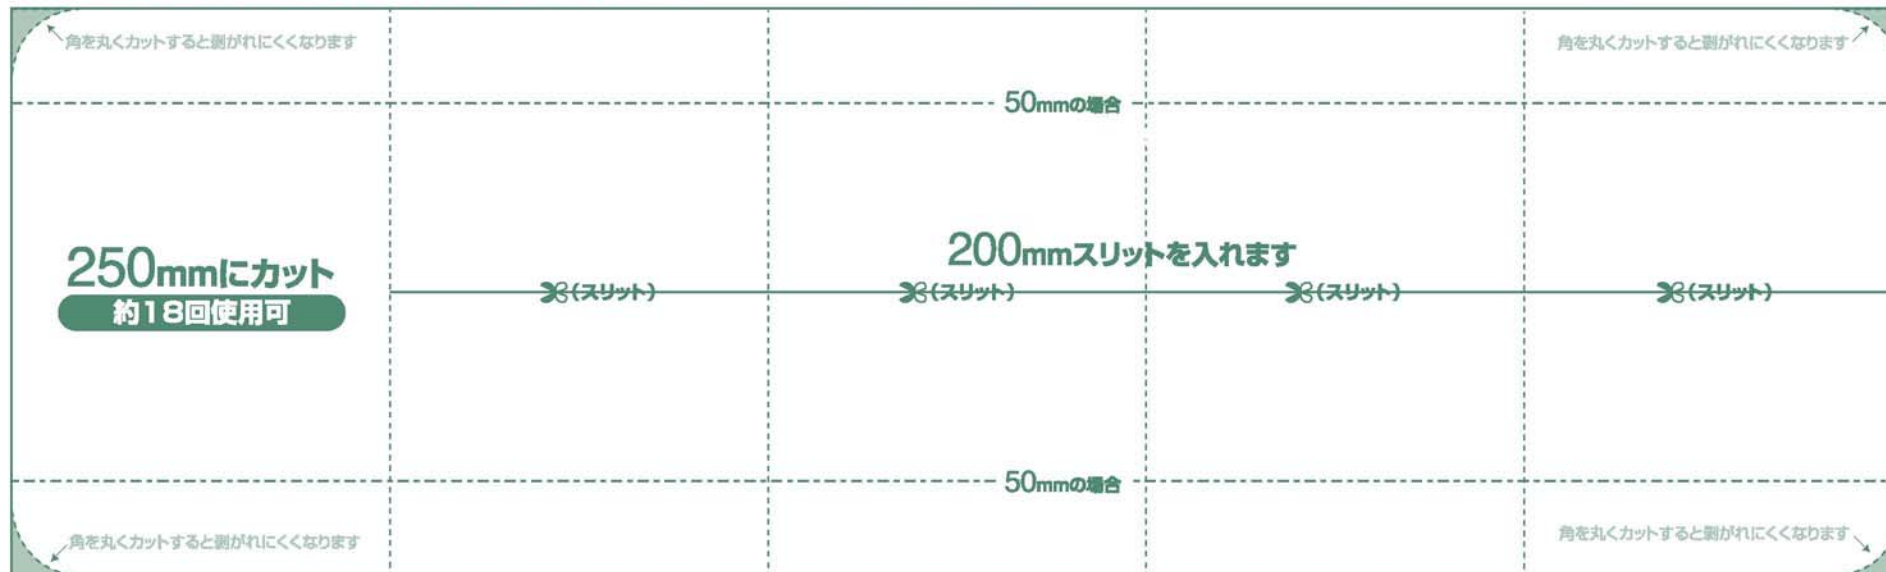 角を丸くカットすると剥がれにくくなります
角を丸くカットすると剥がれにくくなります
50mmの場合
200mmスリットを入れます
250mmにカット
約18回使用可
(スリット)
(スリット)
(スリット)
(スリット)
50mmの場合
角を丸くカットすると剥がれにくくなります
角を丸くカットすると剥がれにくくなります